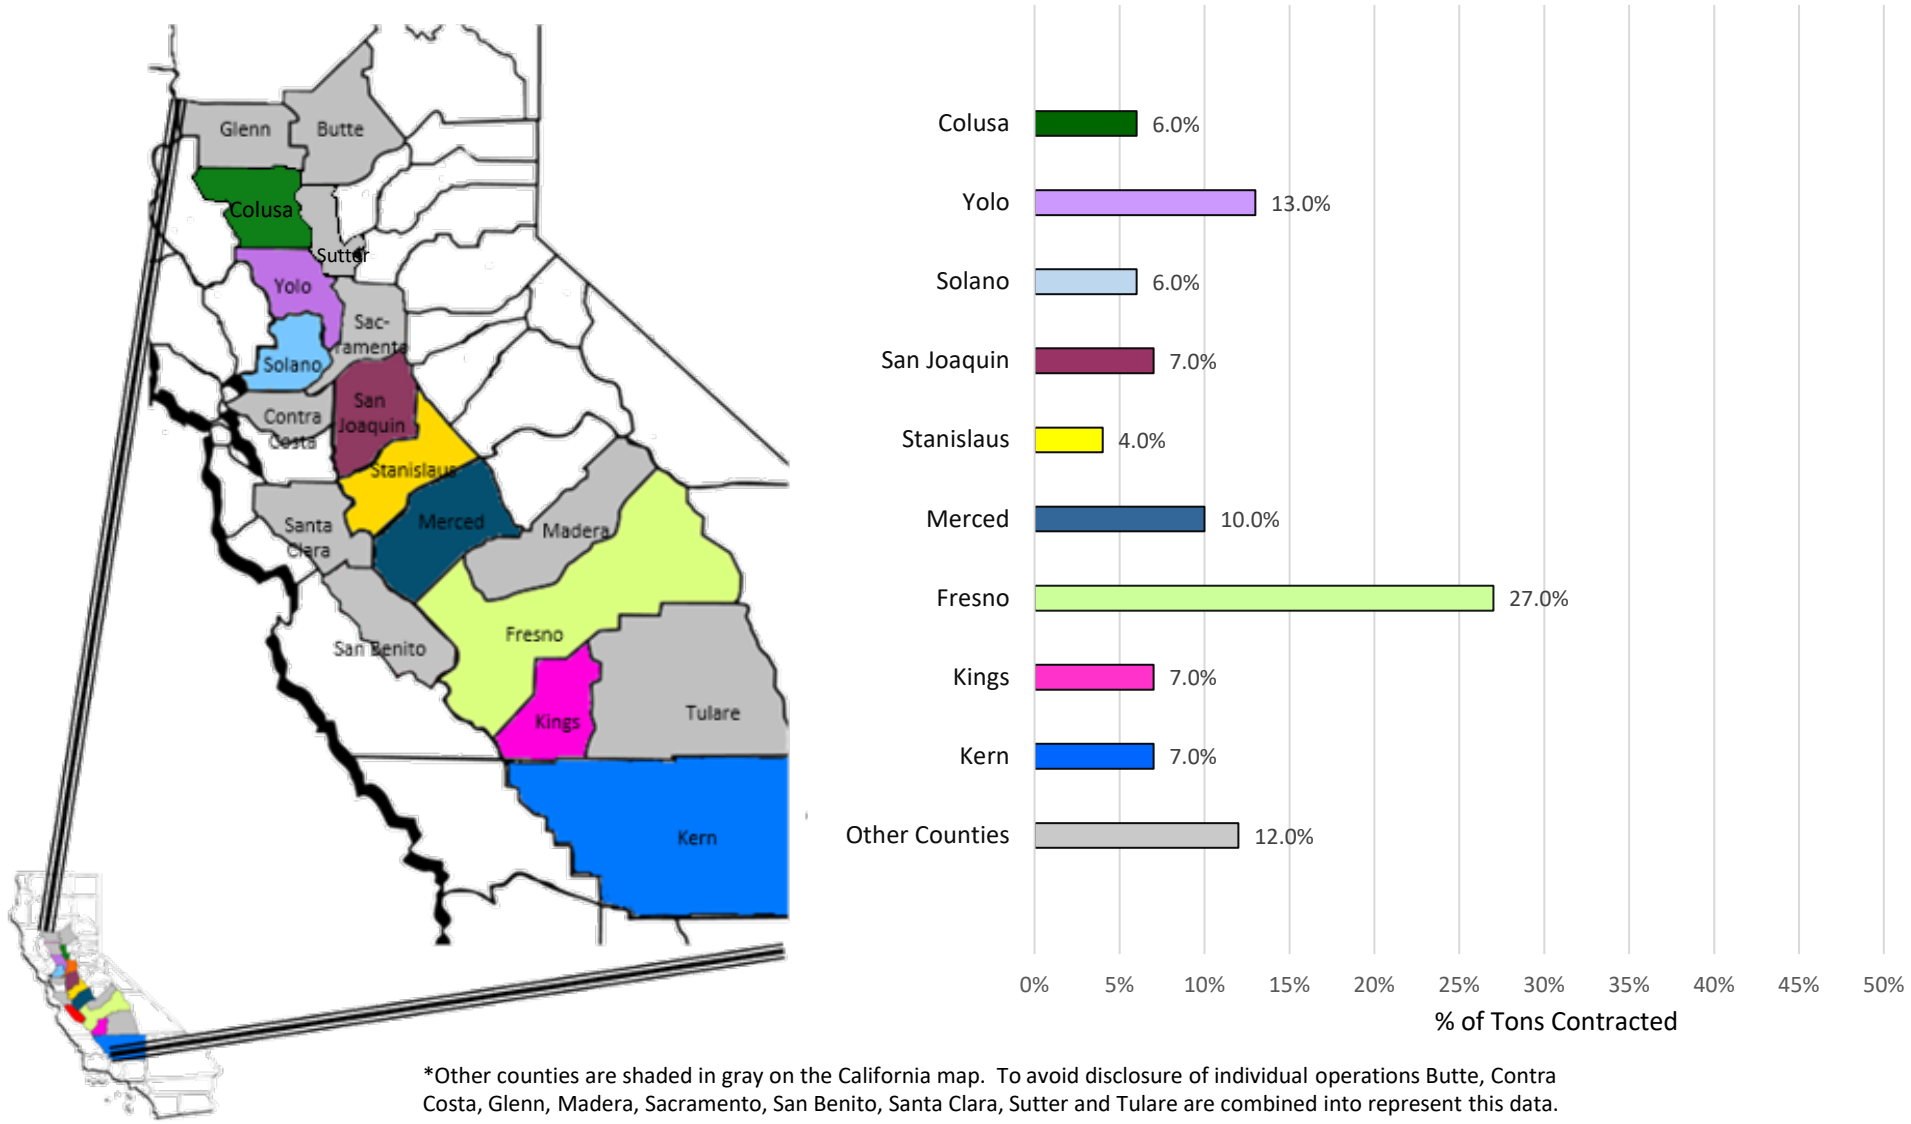 Glenn
Butte
Colusa
Sutter
Yolo
Sac-
ramento
Solano
San
Joaquin
Contra
Costa
Stanislaus
Merced
Madera
Santa
Clara
Fresno
San Benito
Kings
Tulare
Kern
Colusa 6.0%
Yolo 13.0%
Solano 6.0%
San Joaquin 7.0%
Stanislaus 4.0%
Merced 10.0%
Fresno 27.0%
Kings 7.0%
Kern 7.0%
Other Counties 12.0%
0% 5% 10% 15% 20% 25% 30% 35% 40% 45% 50%
% of Tons Contracted
*Other counties are shaded in gray on the California map. To avoid disclosure of individual operations Butte, Contra
Costa, Glenn, Madera, Sacramento, San Benito, Santa Clara, Sutter and Tulare are combined into represent this data.